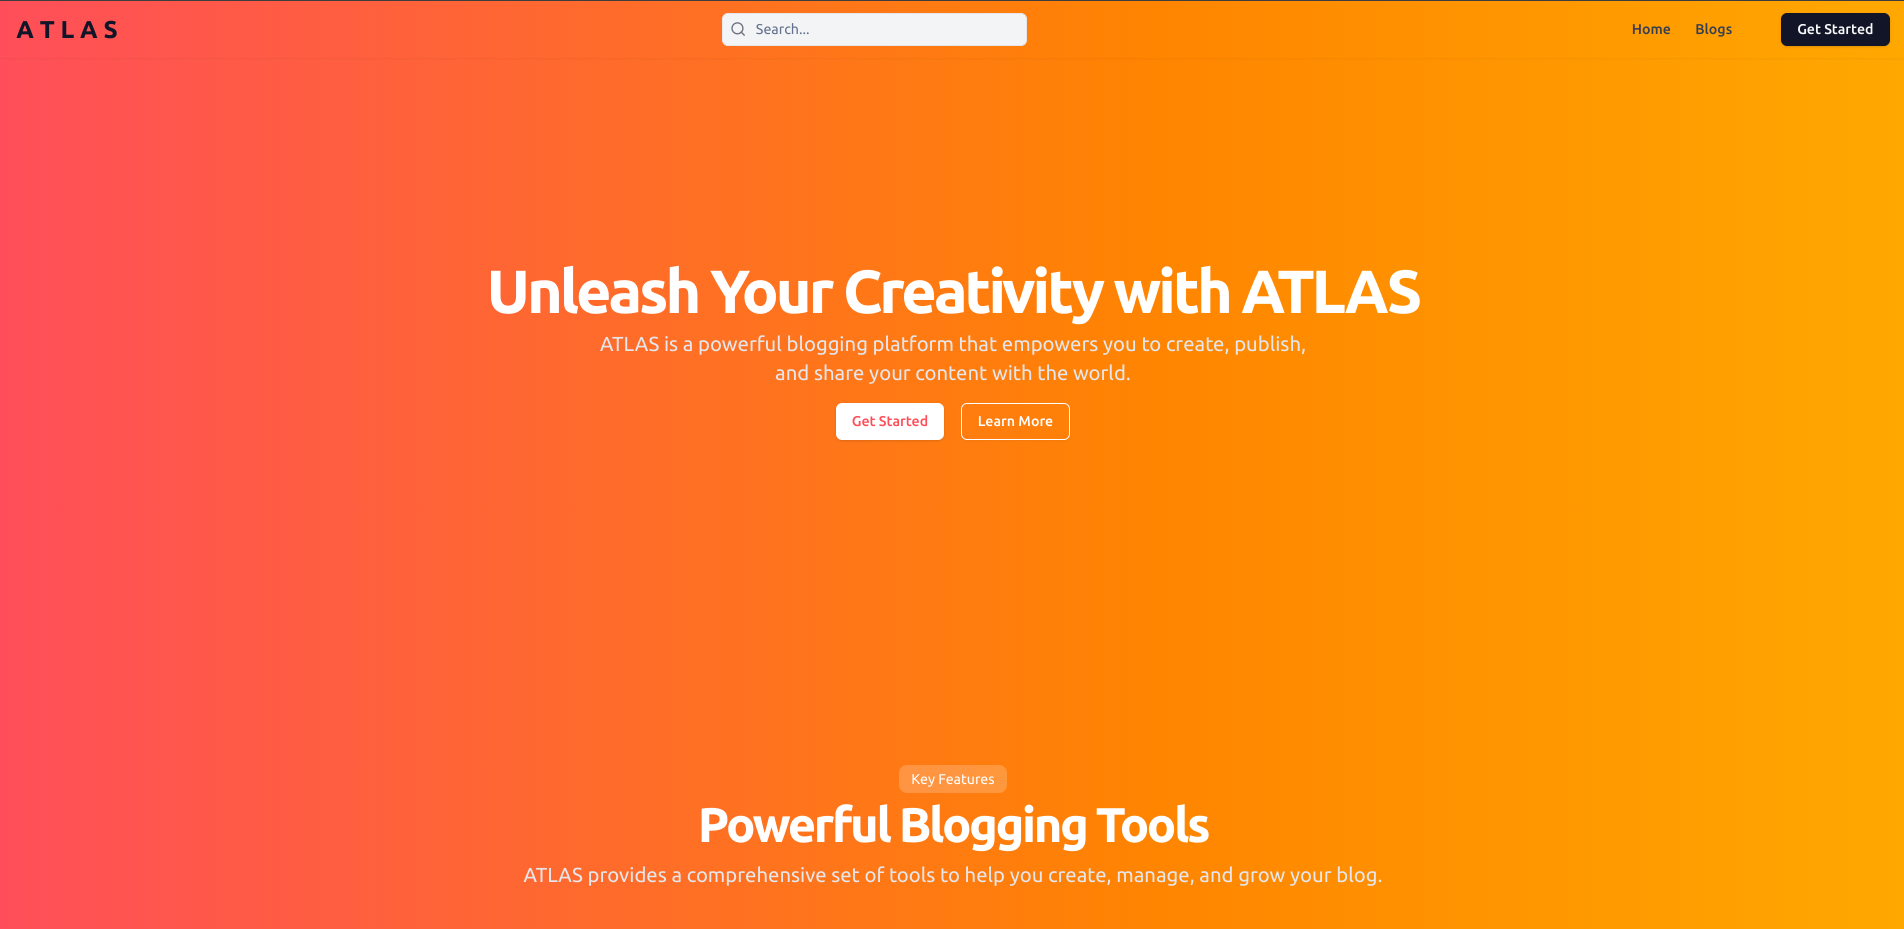 ATLAS
Search...
Home
Blogs
Get Started
Unleash Your Creativity with ATLAS
ATLAS is a powerful blogging platform that empowers you to create, publish,
and share your content with the world.
Get Started
Learn More
Key Features
Powerful Blogging Tools
ATLAS provides a comprehensive set of tools to help you create, manage, and grow your blog.